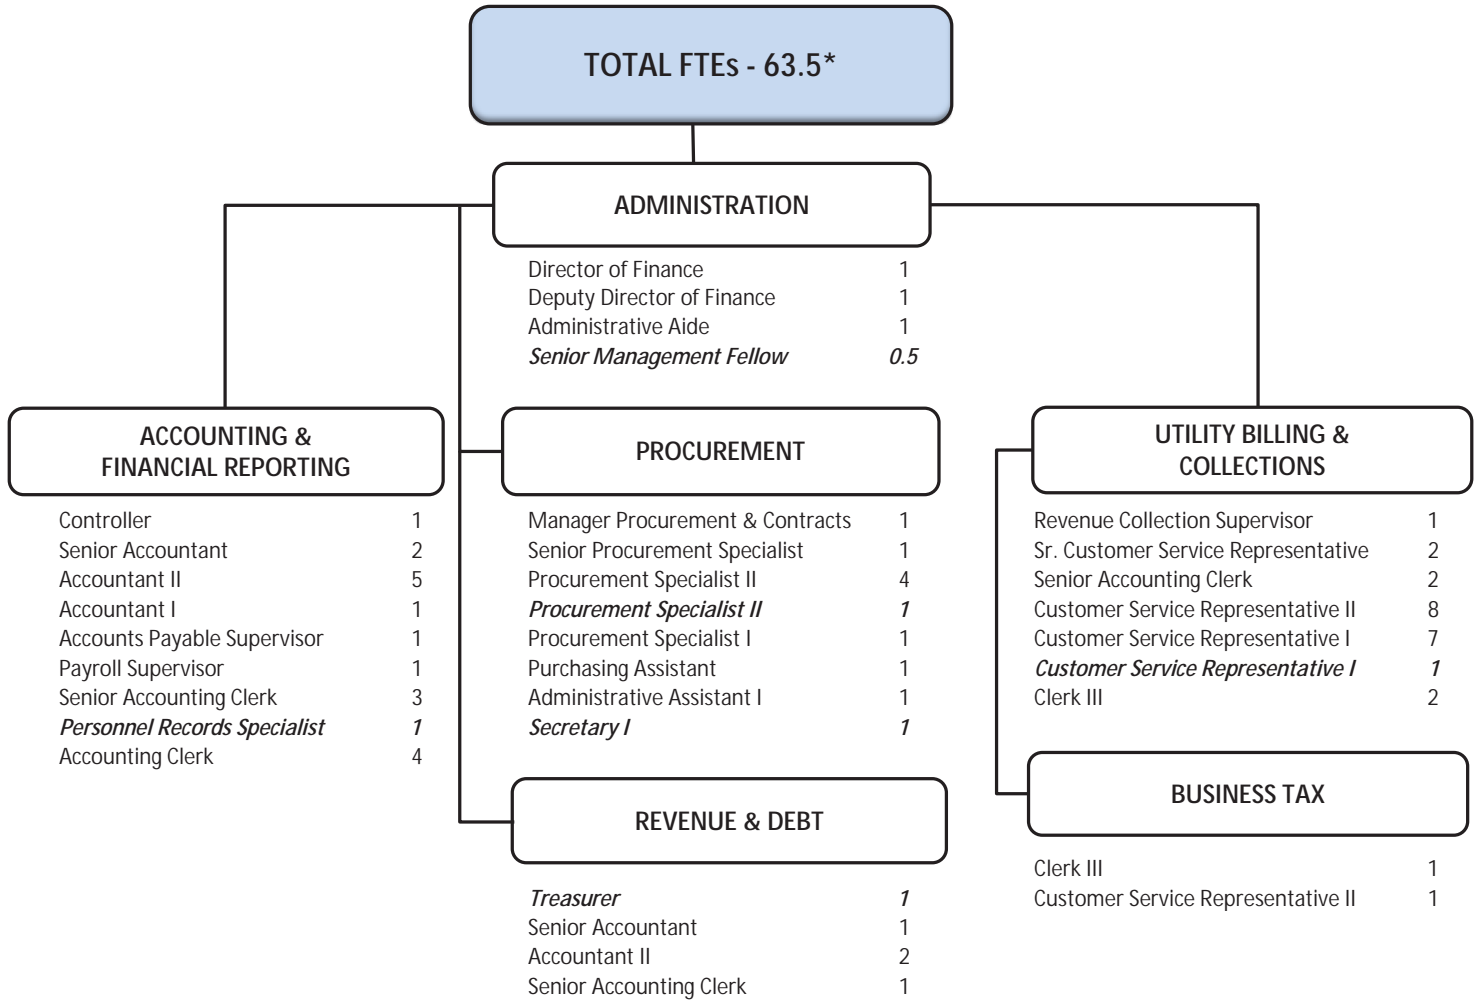 TOTAL FTEs - 63.5*
ADMINISTRATION
Director of Finance 1
Deputy Director of Finance 1
Administrative Aide 1
Senior Management Fellow 0.5
ACCOUNTING &
FINANCIAL REPORTING
Controller 1
Senior Accountant 2
Accountant II 5
Accountant I 1
Accounts Payable Supervisor 1
Payroll Supervisor 1
Senior Accounting Clerk 3
Personnel Records Specialist 1
Accounting Clerk 4
PROCUREMENT
Manager Procurement & Contracts 1
Senior Procurement Specialist 1
Procurement Specialist II 4
Procurement Specialist II 1
Procurement Specialist I 1
Purchasing Assistant 1
Administrative Assistant I 1
Secretary I 1
REVENUE & DEBT
Treasurer 1
Senior Accountant 1
Accountant II 2
Senior Accounting Clerk 1
UTILITY BILLING &
COLLECTIONS
Revenue Collection Supervisor 1
Sr. Customer Service Representative 2
Senior Accounting Clerk 2
Customer Service Representative II 8
Customer Service Representative I 7
Customer Service Representative I 1
Clerk III 2
BUSINESS TAX
Clerk III 1
Customer Service Representative II 1